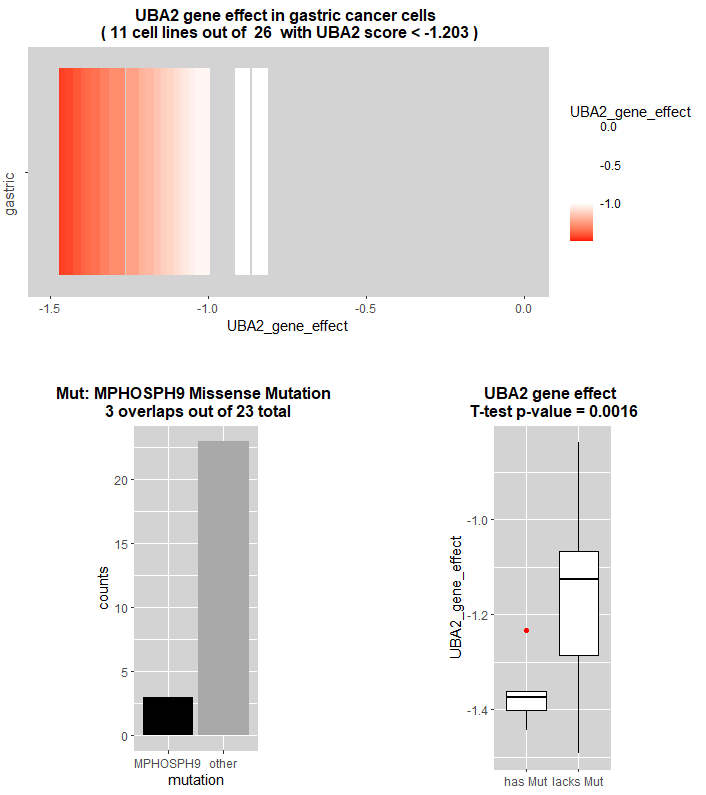 UBA2 gene effect in gastric cancer cells
( 11 cell lines out of  26  with UBA2 score < -1.203 )
gastric
-1.5
-1.0
-0.5
0.0
UBA2_gene_effect
UBA2_gene_effect
0.0
-0.5
-1.0
Mut: MPHOSPH9 Missense Mutation
3 overlaps out of 23 total
counts
20
15
10
5
0
MPHOSPH9
other
mutation
UBA2 gene effect
T-test p-value = 0.0016
UBA2_gene_effect
-1.0
-1.2
-1.4
has Mut
lacks Mut